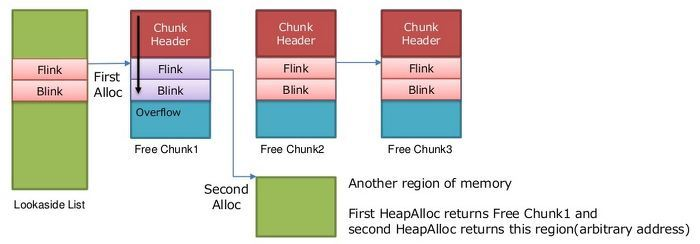 Chunk
Header
Chunk
Header
Chunk
Header
Flink
Blink
First
Alloc
Flink
Blink
Flink
Blink
Flink
Blink
Overflow
Free Chunk1
Free Chunk2
Free Chunk3
Second
Alloc
Lookaside List
Another region of memory
First HeapAlloc returns Free Chunk1 and
second HeapAlloc returns this region(arbitrary address)